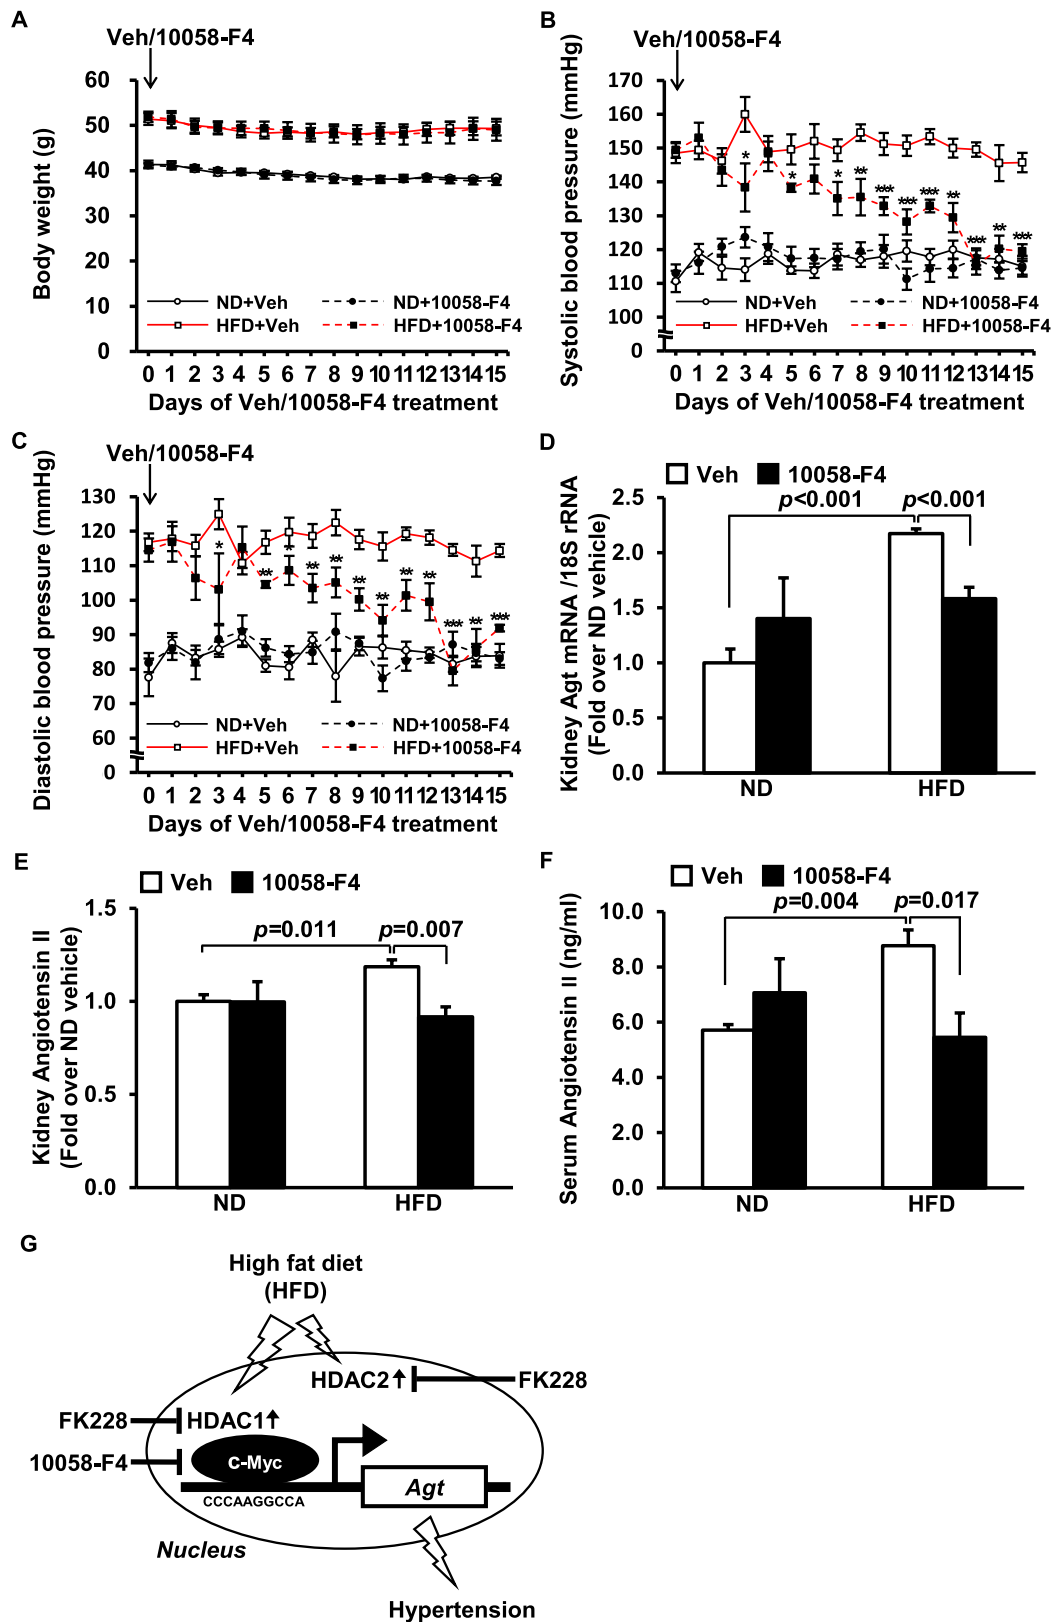 A
Veh/10058-F4
Body weight (g)
60
50
40
30
20
10
0
ND+Veh
ND+10058-F4
HFD+Veh
HFD+10058-F4
0 1 2 3 4 5 6 7 8 9 10 11 12 13 14 15
Days of Veh/10058-F4 treatment
B
Veh/10058-F4
Systolic blood pressure (mmHg)
170
160
150
140
130
120
110
100
0
* * * ** *** *** *** ** *** ** ***
ND+Veh
ND+10058-F4
HFD+Veh
HFD+10058-F4
0 1 2 3 4 5 6 7 8 9 10 11 12 13 14 15
Days of Veh/10058-F4 treatment
C
Veh/10058-F4
Diastolic blood pressure (mmHg)
130
120
110
100
90
80
70
60
0
* ** * ** ** ** ** ** ** *** ** ***
ND+Veh
ND+10058-F4
HFD+Veh
HFD+10058-F4
0 1 2 3 4 5 6 7 8 9 10 11 12 13 14 15
Days of Veh/10058-F4 treatment
D
Veh
10058-F4
Kidney Agt mRNA /18S rRNA
(Fold over ND vehicle)
2.5
2.0
1.5
1.0
0.5
0.0
p<0.001
p<0.001
ND
HFD
E
Veh
10058-F4
Kidney Angiotensin II
(Fold over ND vehicle)
1.5
1.0
0.5
0.0
p=0.011
p=0.007
ND
HFD
F
Veh
10058-F4
Serum Angiotensin II (ng/ml)
10.0
8.0
6.0
4.0
2.0
0.0
p=0.004
p=0.017
ND
HFD
G
High fat diet
(HFD)
HDAC2
FK228
FK228
HDAC1
10058-F4
c-Myc
Agt
CCCAAGGCCA
Nucleus
Hypertension